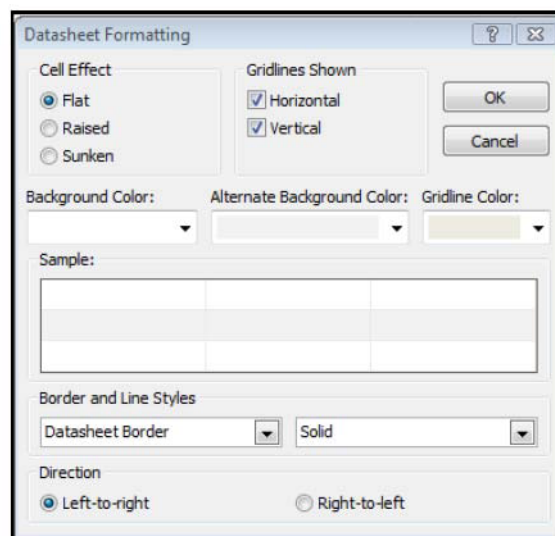 Datasheet Formatting
Cell Effect
Flat
Raised
Sunken
Gridlines Shown
Horizontal
Vertical
OK
Cancel
Background Color:
Alternate Background Color:
Gridline Color:
Sample:
Border and Line Styles
Datasheet Border
Solid
Direction
Left-to-right
Right-to-left